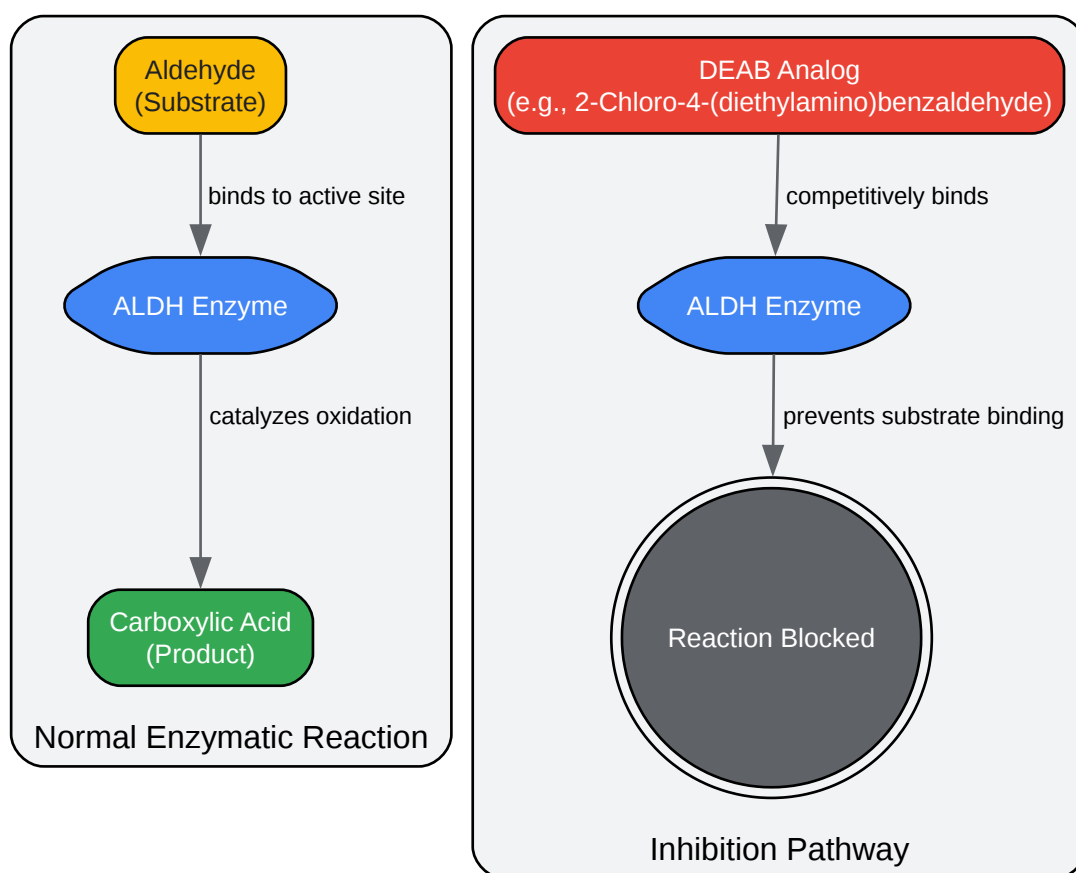 Aldehyde
(Substrate)
binds to active site
ALDH Enzyme
catalyzes oxidation
Carboxylic Acid
(Product)
Normal Enzymatic Reaction
DEAB Analog
(e.g., 2-Chloro-4-(diethylamino)benzaldehyde)
competitively binds
ALDH Enzyme
prevents substrate binding
Reaction Blocked
Inhibition Pathway